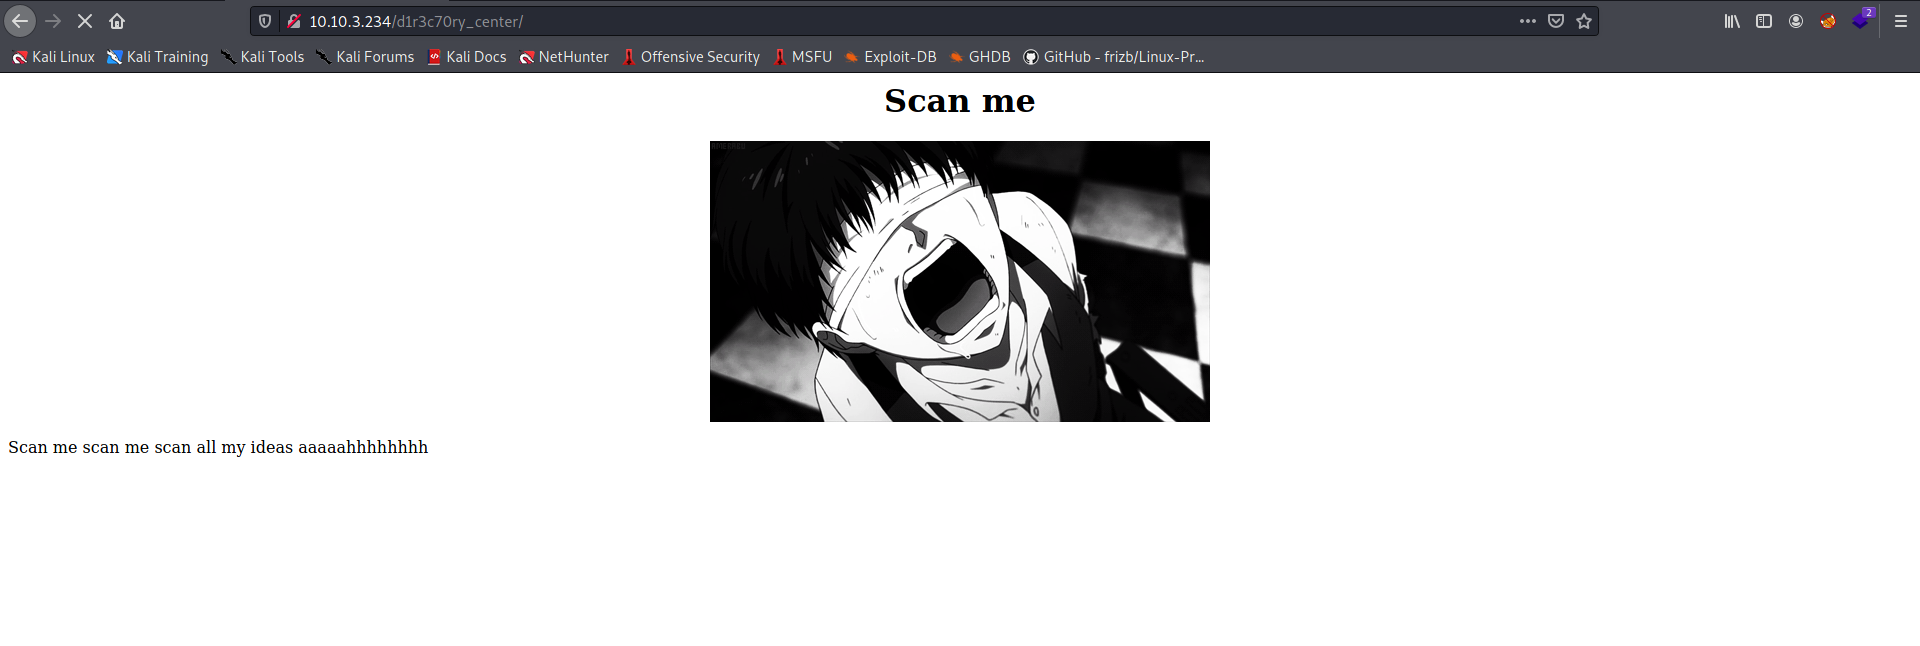 10.10.3.234/d1r3c70ry_center/
2
Kali Linux Kali Training Kali Tools Kali Forums Kali Docs NetHunter Offensive Security MSFU Exploit-DB GHDB GitHub - frizb/Linux-Pr...
Scan me
Scan me scan me scan all my ideas aaaaahhhhhhhh